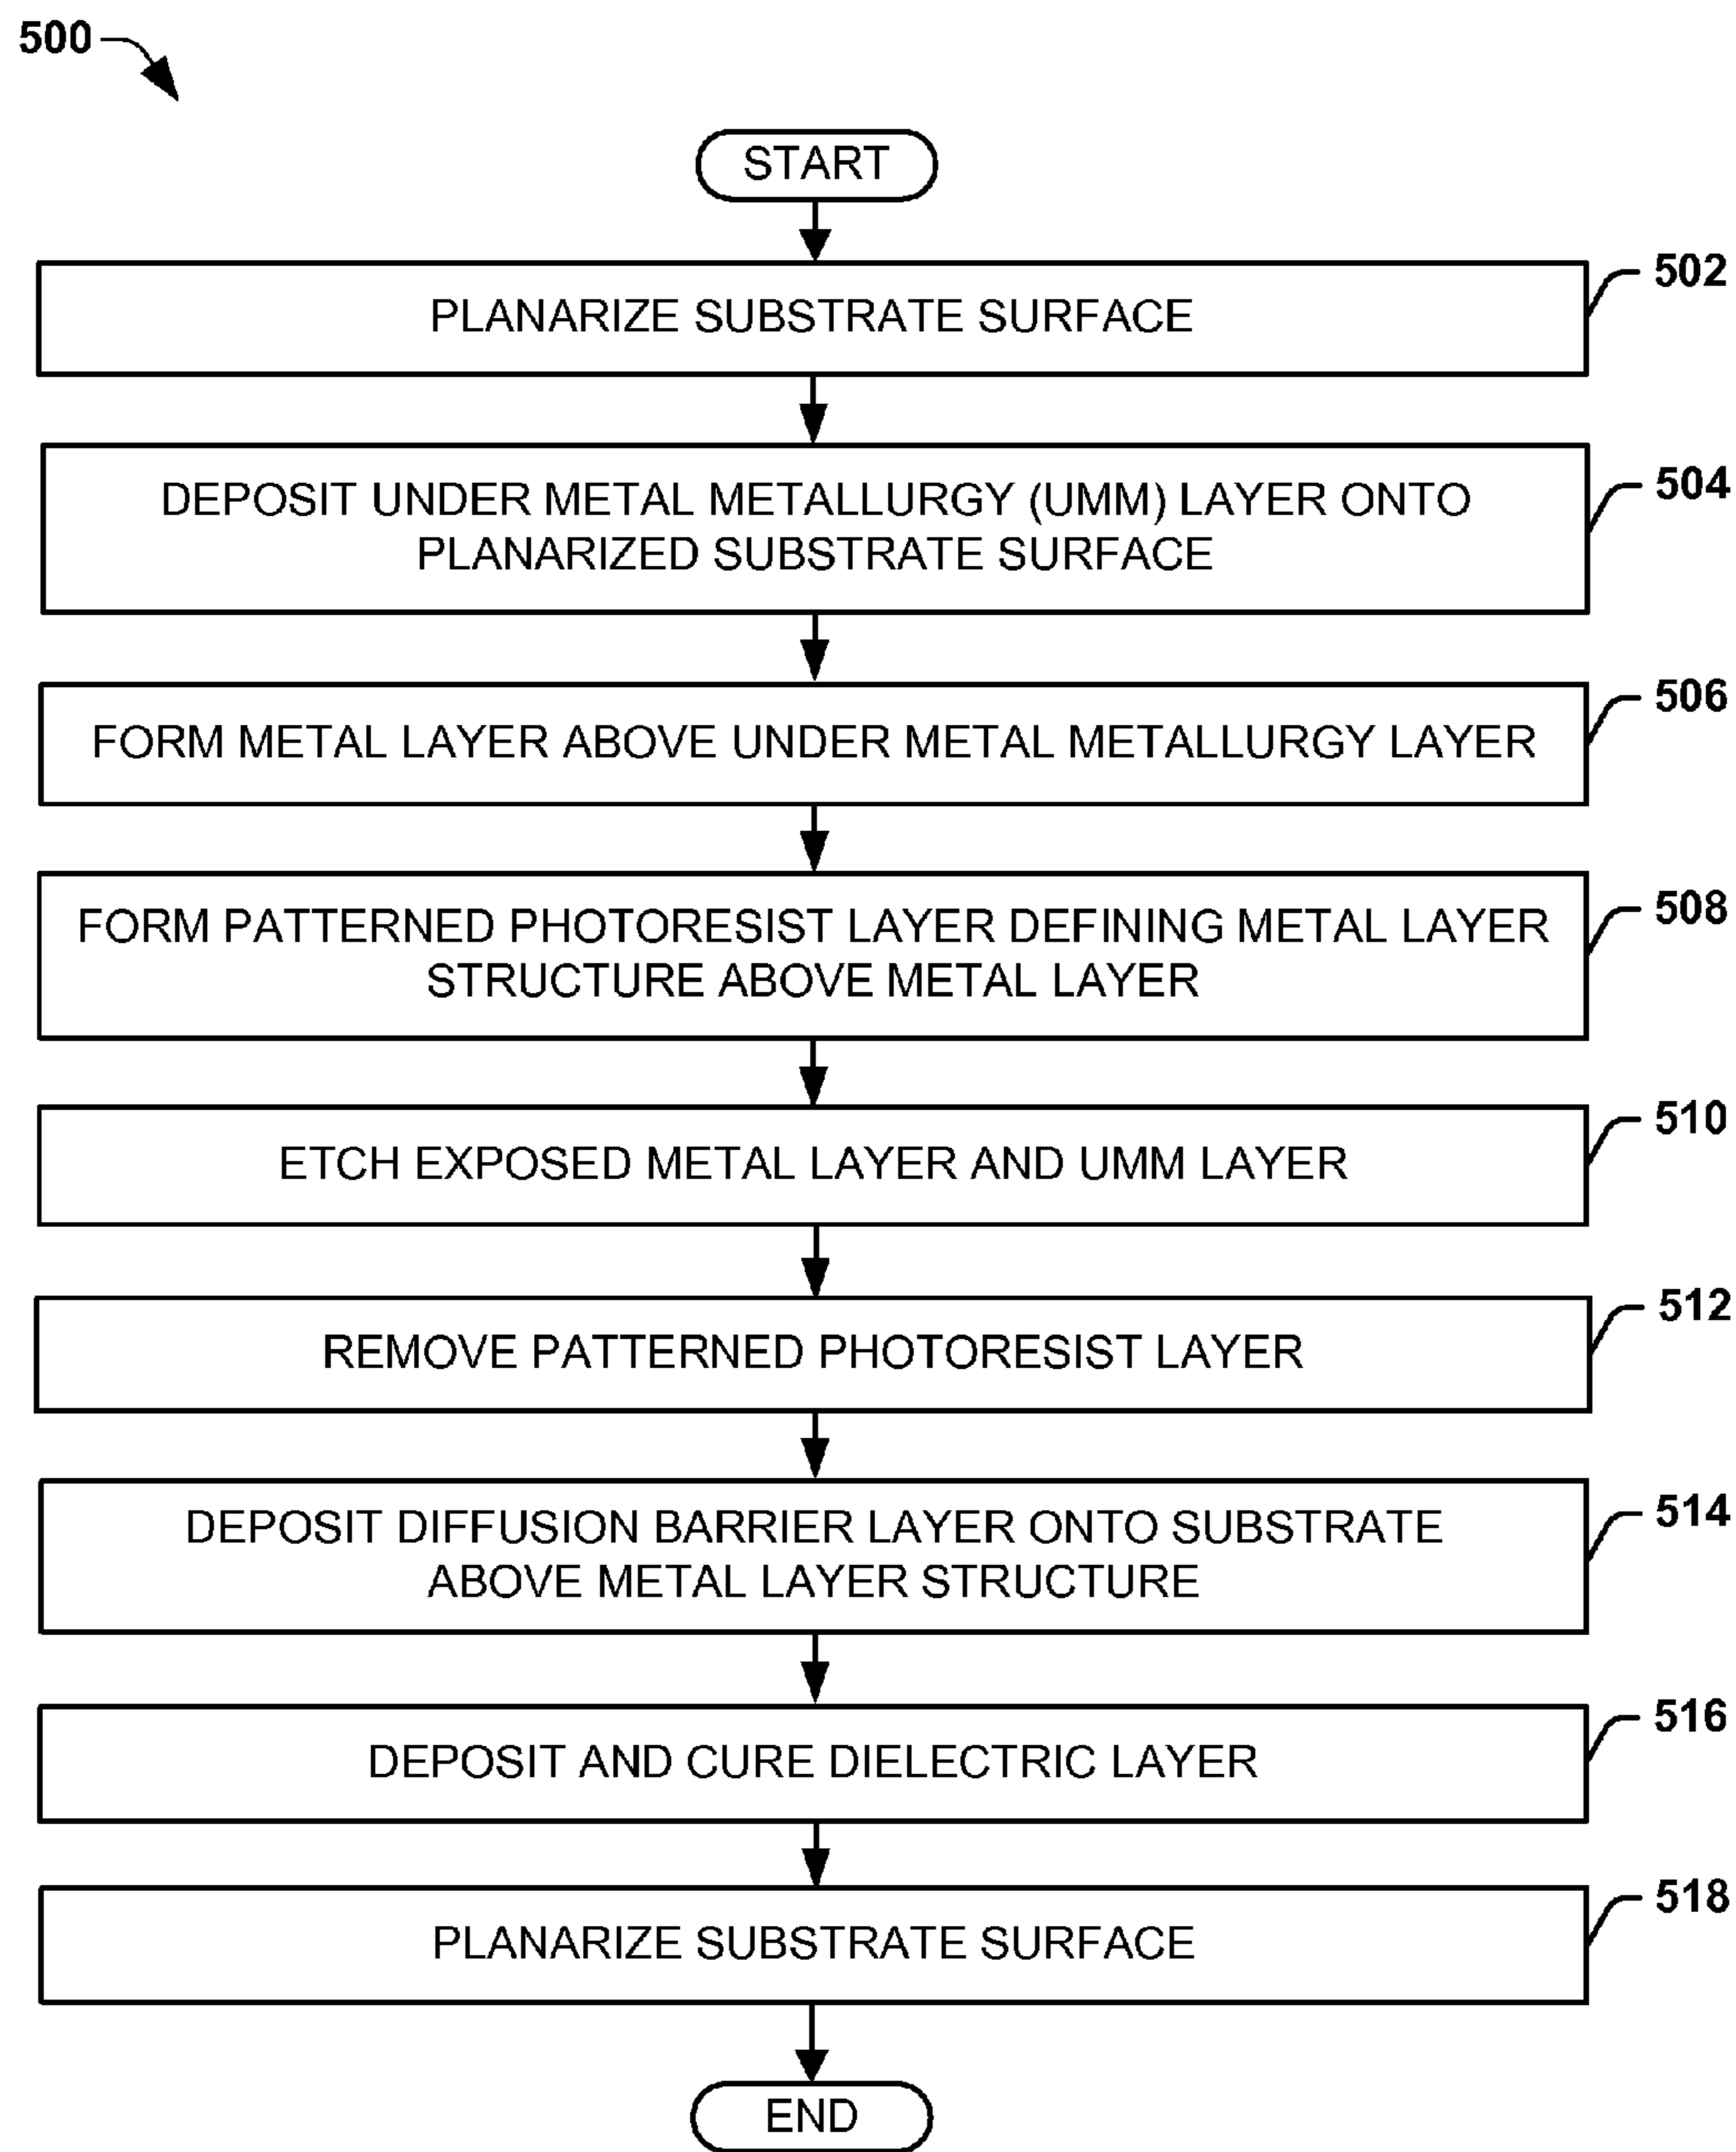 500
START
PLANARIZE SUBSTRATE SURFACE
502
DEPOSIT UNDER METAL METALLURGY (UMM) LAYER ONTO
PLANARIZED SUBSTRATE SURFACE
504
FORM METAL LAYER ABOVE UNDER METAL METALLURGY LAYER
506
FORM PATTERNED PHOTORESIST LAYER DEFINING METAL LAYER
STRUCTURE ABOVE METAL LAYER
508
ETCH EXPOSED METAL LAYER AND UMM LAYER
510
REMOVE PATTERNED PHOTORESIST LAYER
512
DEPOSIT DIFFUSION BARRIER LAYER ONTO SUBSTRATE
ABOVE METAL LAYER STRUCTURE
514
DEPOSIT AND CURE DIELECTRIC LAYER
516
PLANARIZE SUBSTRATE SURFACE
518
END